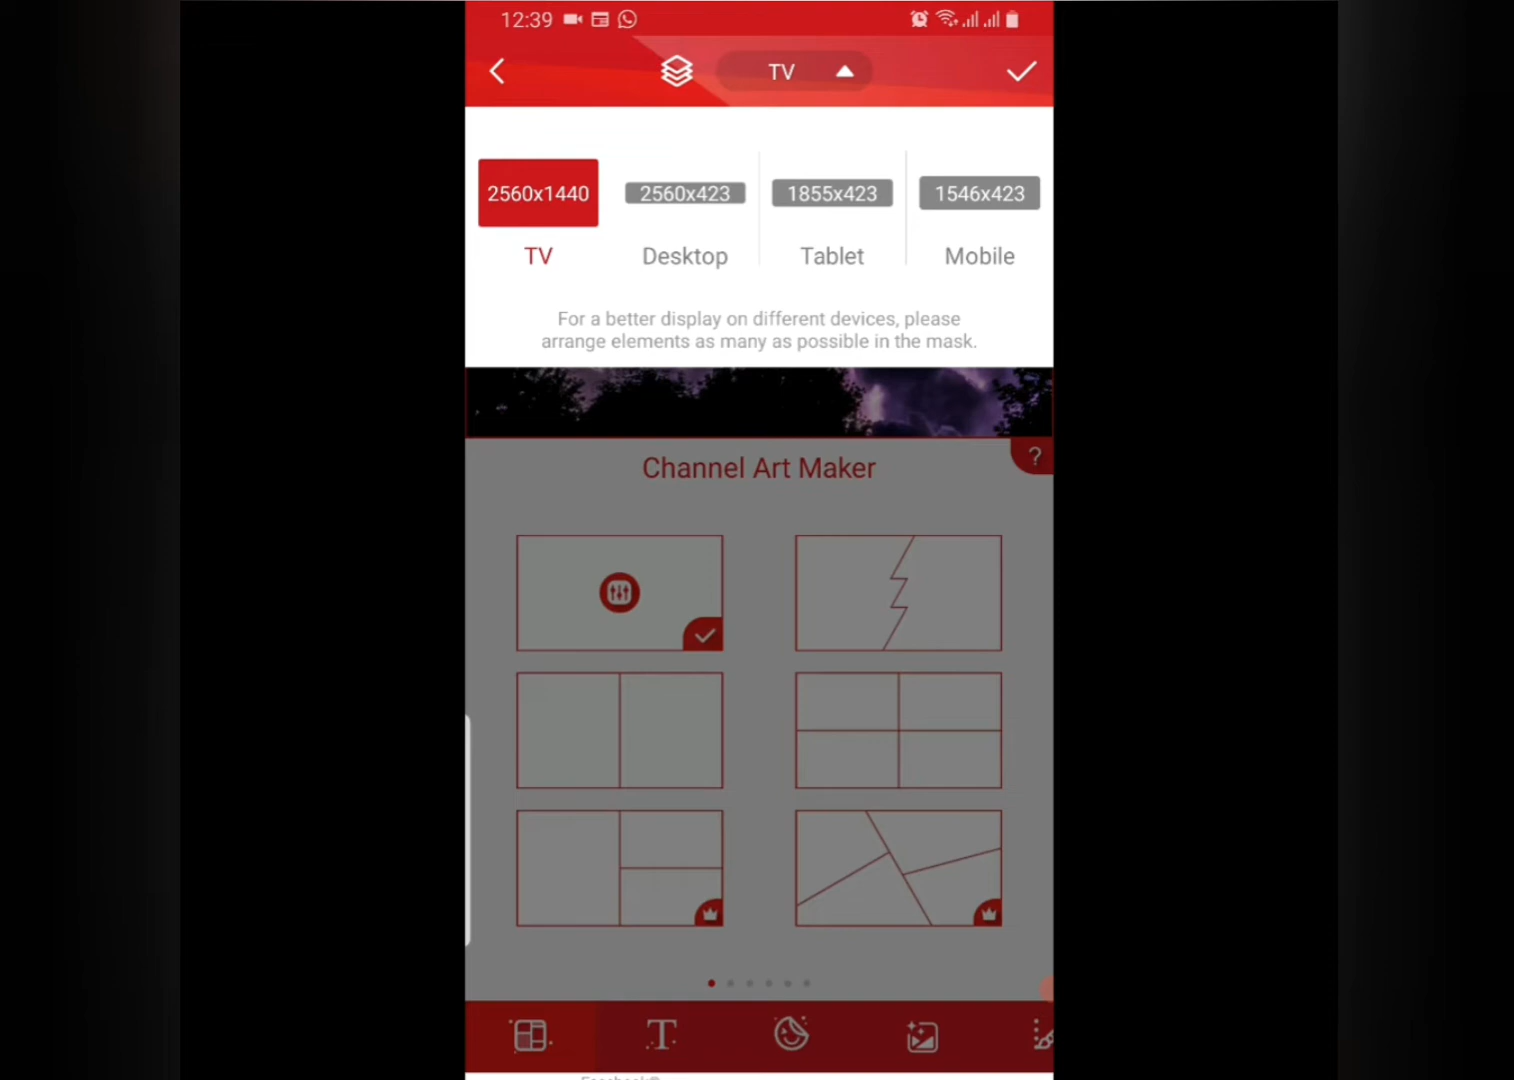 12:39
TV
2560x1440
2560x423
1855x423
1546x423
TV
Desktop
Tablet
Mobile
For a better display on different devices, please
arrange elements as many as possible in the mask.
?
Channel Art Maker
T